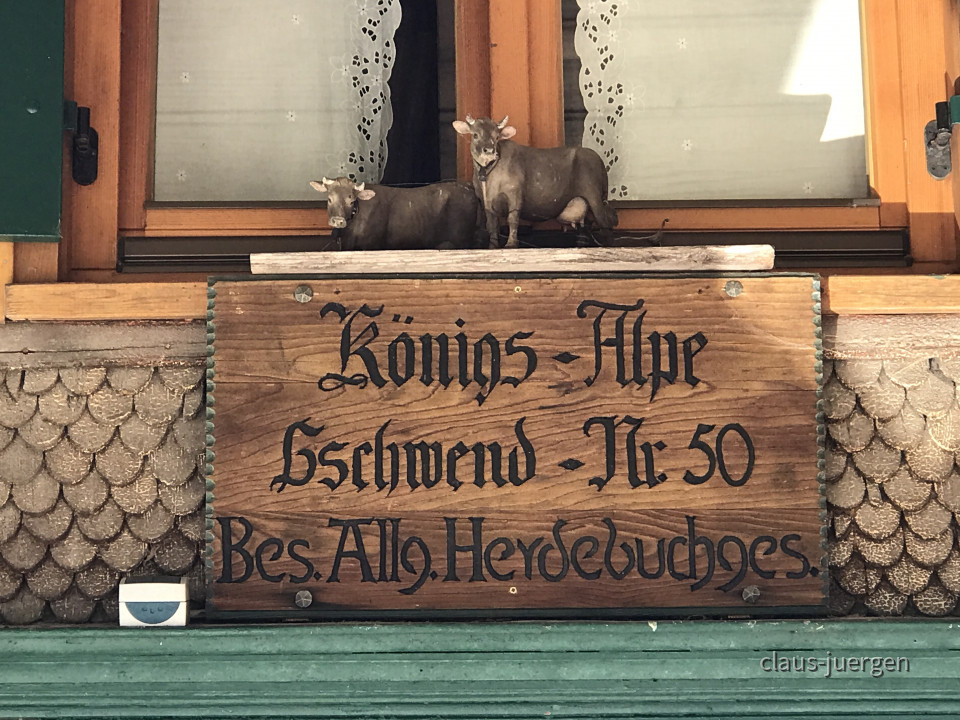 Königs-Alpe
Gschwend-Nr. 50
Bes. Allg. Herdebuchges.
claus-juergen